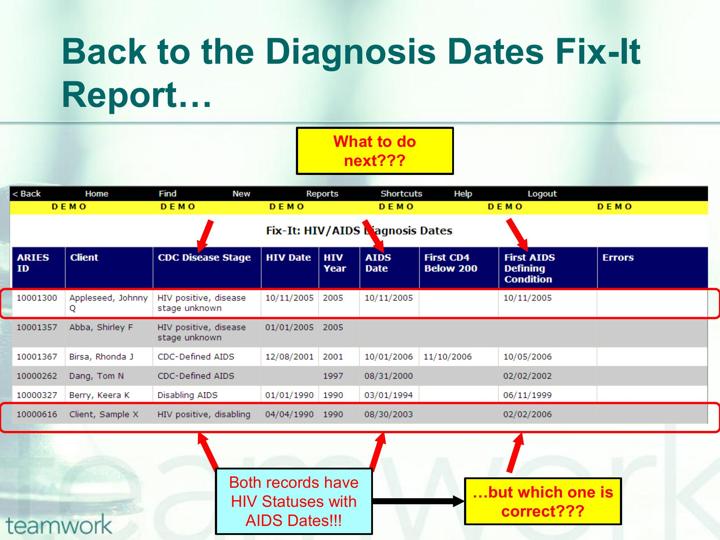 Back to the Diagnosis Dates Fix-It
Report…
What to do
next???
< Back Home Find New Reports Shortcuts Help Logout
D E M O D E M O D E M O D E M O D E M O D E M O
Fix-It: HIV/AIDS Diagnosis Dates
ARIES ID Client CDC Disease Stage HIV Date HIV Year AIDS Date First CD4 Below 200 First AIDS Defining Condition Errors
10001300 Appleseed, Johnny Q HIV positive, disease stage unknown 10/11/2005 2005 10/11/2005 10/11/2005
10001357 Abba, Shirley F HIV positive, disease stage unknown 01/01/2005 2005
10001367 Birsa, Rhonda J CDC-Defined AIDS 12/08/2001 2001 10/01/2006 11/10/2006 10/05/2006
10000262 Dang, Tom N CDC-Defined AIDS 1997 08/31/2000 02/02/2002
10000327 Berry, Keera K Disabling AIDS 01/01/1990 1990 03/01/1994 06/11/1999
10000616 Client, Sample X HIV positive, disabling 04/04/1990 1990 08/30/2003 02/02/2006
Both records have
HIV Statuses with
AIDS Dates!!!
…but which one is
correct???
teamwork
teamwork